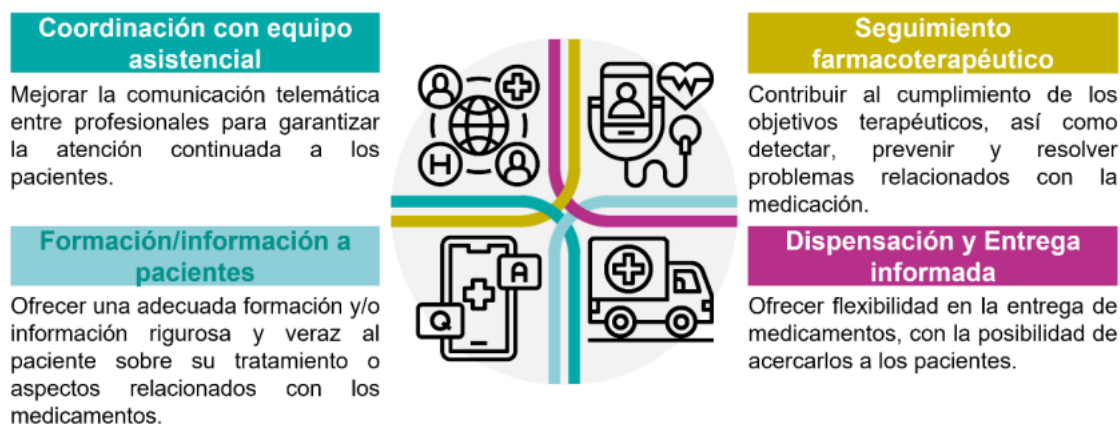 Coordinación con equipo
asistencial
Mejorar la comunicación telemática
entre profesionales para garantizar
la atención continuada a los
pacientes.
Formación/información a
pacientes
Ofrecer una adecuada formación y/o
información rigurosa y veraz al
paciente sobre su tratamiento o
aspectos relacionados con los
medicamentos.
H
Q
A
Seguimiento
farmacoterapéutico
Contribuir al cumplimiento de los
objetivos terapéuticos, así como
detectar, prevenir y resolver
problemas relacionados con la
medicación.
Dispensación y Entrega
informada
Ofrecer flexibilidad en la entrega de
medicamentos, con la posibilidad de
acercarlos a los pacientes.